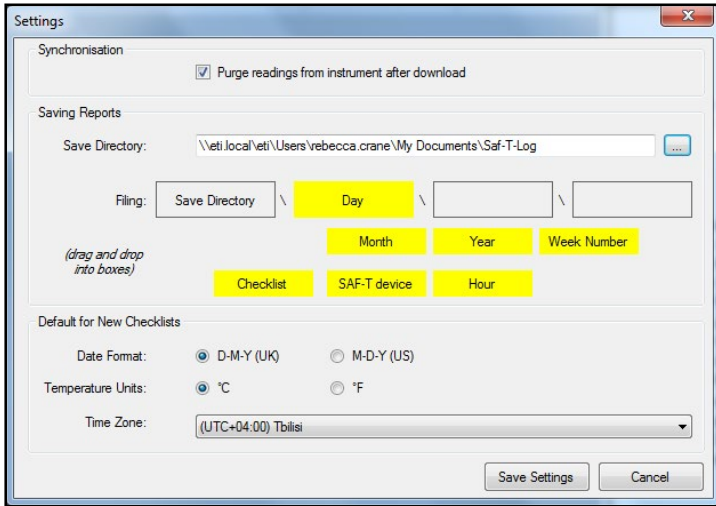 Settings
Synchronisation
Purge readings from instrument after download
Saving Reports
Save Directory: \\eti.local\eti\Users\rebecca.crane\My Documents\Saf-T-Log ...
Filing: Save Directory \ Day \ \
Month Year Week Number
(drag and drop
into boxes)
Checklist SAF-T device Hour
Default for New Checklists
Date Format: D-M-Y (UK) M-D-Y (US)
Temperature Units: °C °F
Time Zone: (UTC+04:00) Tbilisi
Save Settings Cancel